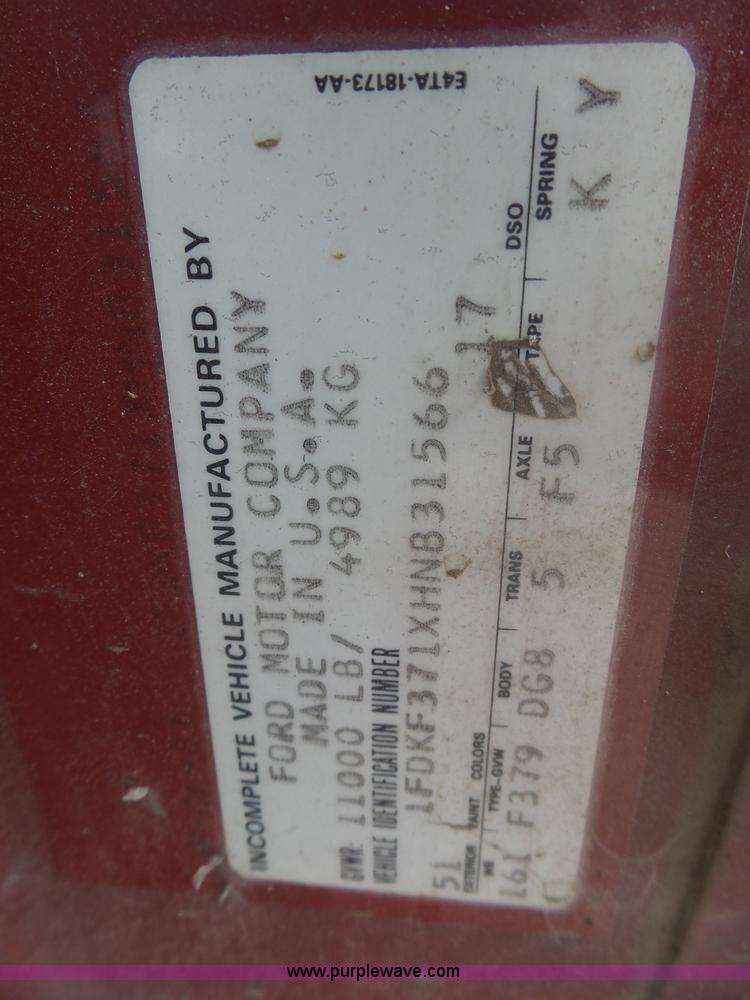 INCOMPLETE VEHICLE MANUFACTURED BY
FORD MOTOR COMPANY
MADE IN U.S.A.
GVWR: 11000 LB/ 4989 KG
VEHICLE IDENTIFICATION NUMBER
1FDKF371XHNB31566
51 17
EXTERIOR PAINT COLORS DSO
WB TYPE-GVW BODY TRANS AXLE TAPE SPRING
161 F379 DG8 5 F5 K Y
E4TA-18173-AA
www.purplewave.com